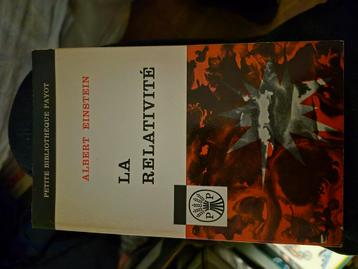 PETITE BIBLIOTHÈQUE PAYOT
ALBERT EINSTEIN
LA
RELATIVITÉ
P P